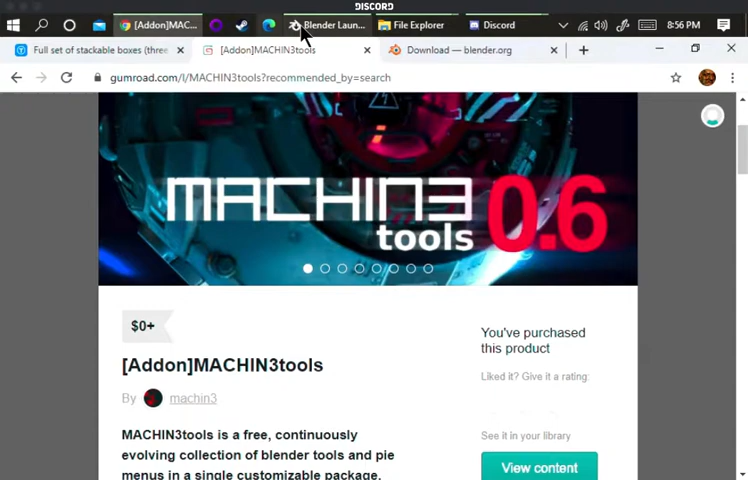 DISCORD
[Addon]MAC...
Blender Laun...
File Explorer
Discord
8:56 PM
Full set of stackable boxes (three
[Addon]MACHIN3tools
Download — blender.org
gumroad.com/l/MACHIN3tools?recommended_by=search
MACHIN3
tools 0.6
$0+
You've purchased
this product
[Addon]MACHIN3tools
Liked it? Give it a rating:
By machin3
See it in your library
MACHIN3tools is a free, continuously
evolving collection of blender tools and pie
menus in a single customizable package.
View content